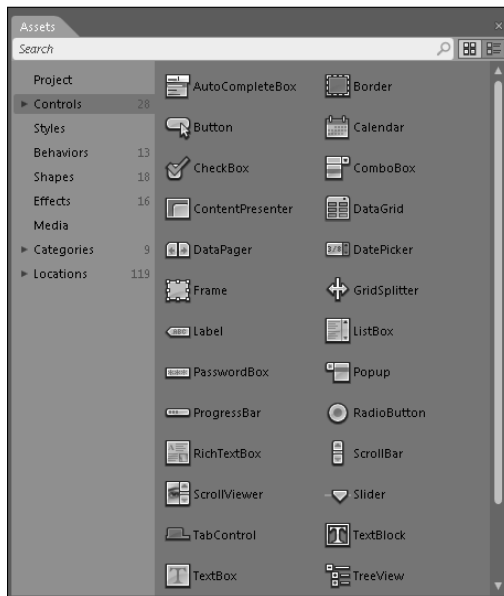 Assets
Search
Project
Controls 28
Styles
Behaviors 13
Shapes 18
Effects 16
Media
Categories 9
Locations 119
AutoCompleteBox Border
Button Calendar
CheckBox ComboBox
ContentPresenter DataGrid
DataPager DatePicker
Frame GridSplitter
Label ListBox
PasswordBox Popup
ProgressBar RadioButton
RichTextBox ScrollBar
ScrollViewer Slider
TabControl TextBlock
TextBox TreeView